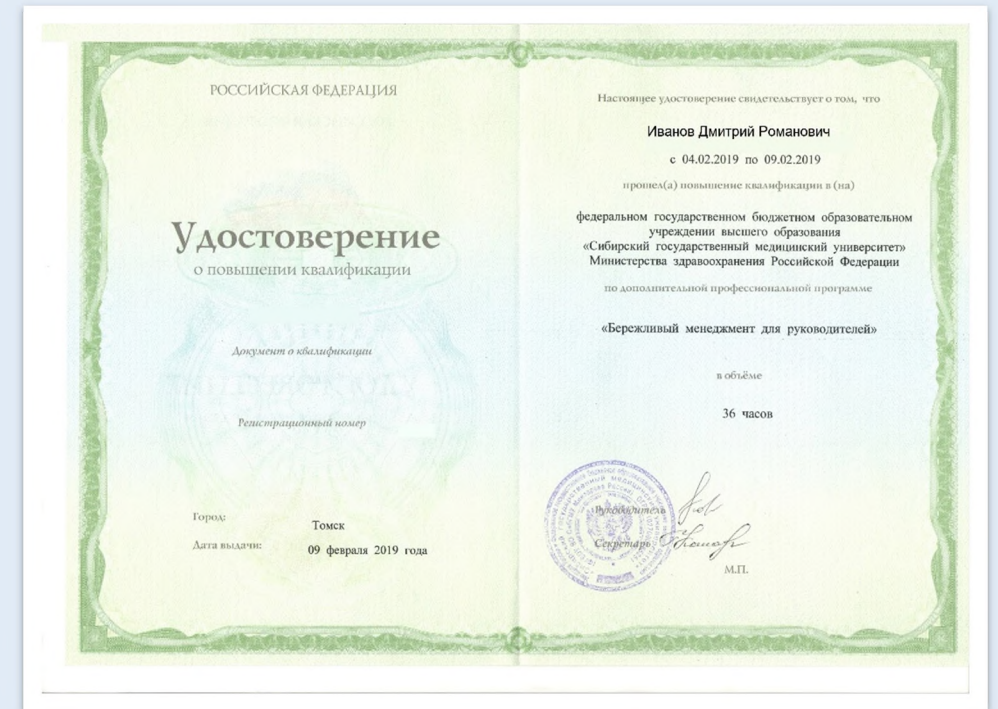 РОССИЙСКАЯ ФЕДЕРАЦИЯ
Удостоверение
о повышении квалификации
Документ о квалификации
Регистрационный номер
Город:
Томск
Дата выдачи:
09 февраля 2019 года
Настоящее удостоверение свидетельствует о том, что
Иванов Дмитрий Романович
с 04.02.2019 по 09.02.2019
прошел(а) повышение квалификации в (на)
федеральном государственном бюджетном образовательном
учреждении высшего образования
«Сибирский государственный медицинский университет»
Министерства здравоохранения Российской Федерации
по дополнительной профессиональной программе
«Бережливый менеджмент для руководителей»
в объёме
36 часов
Руководитель
Секретарь
М.П.